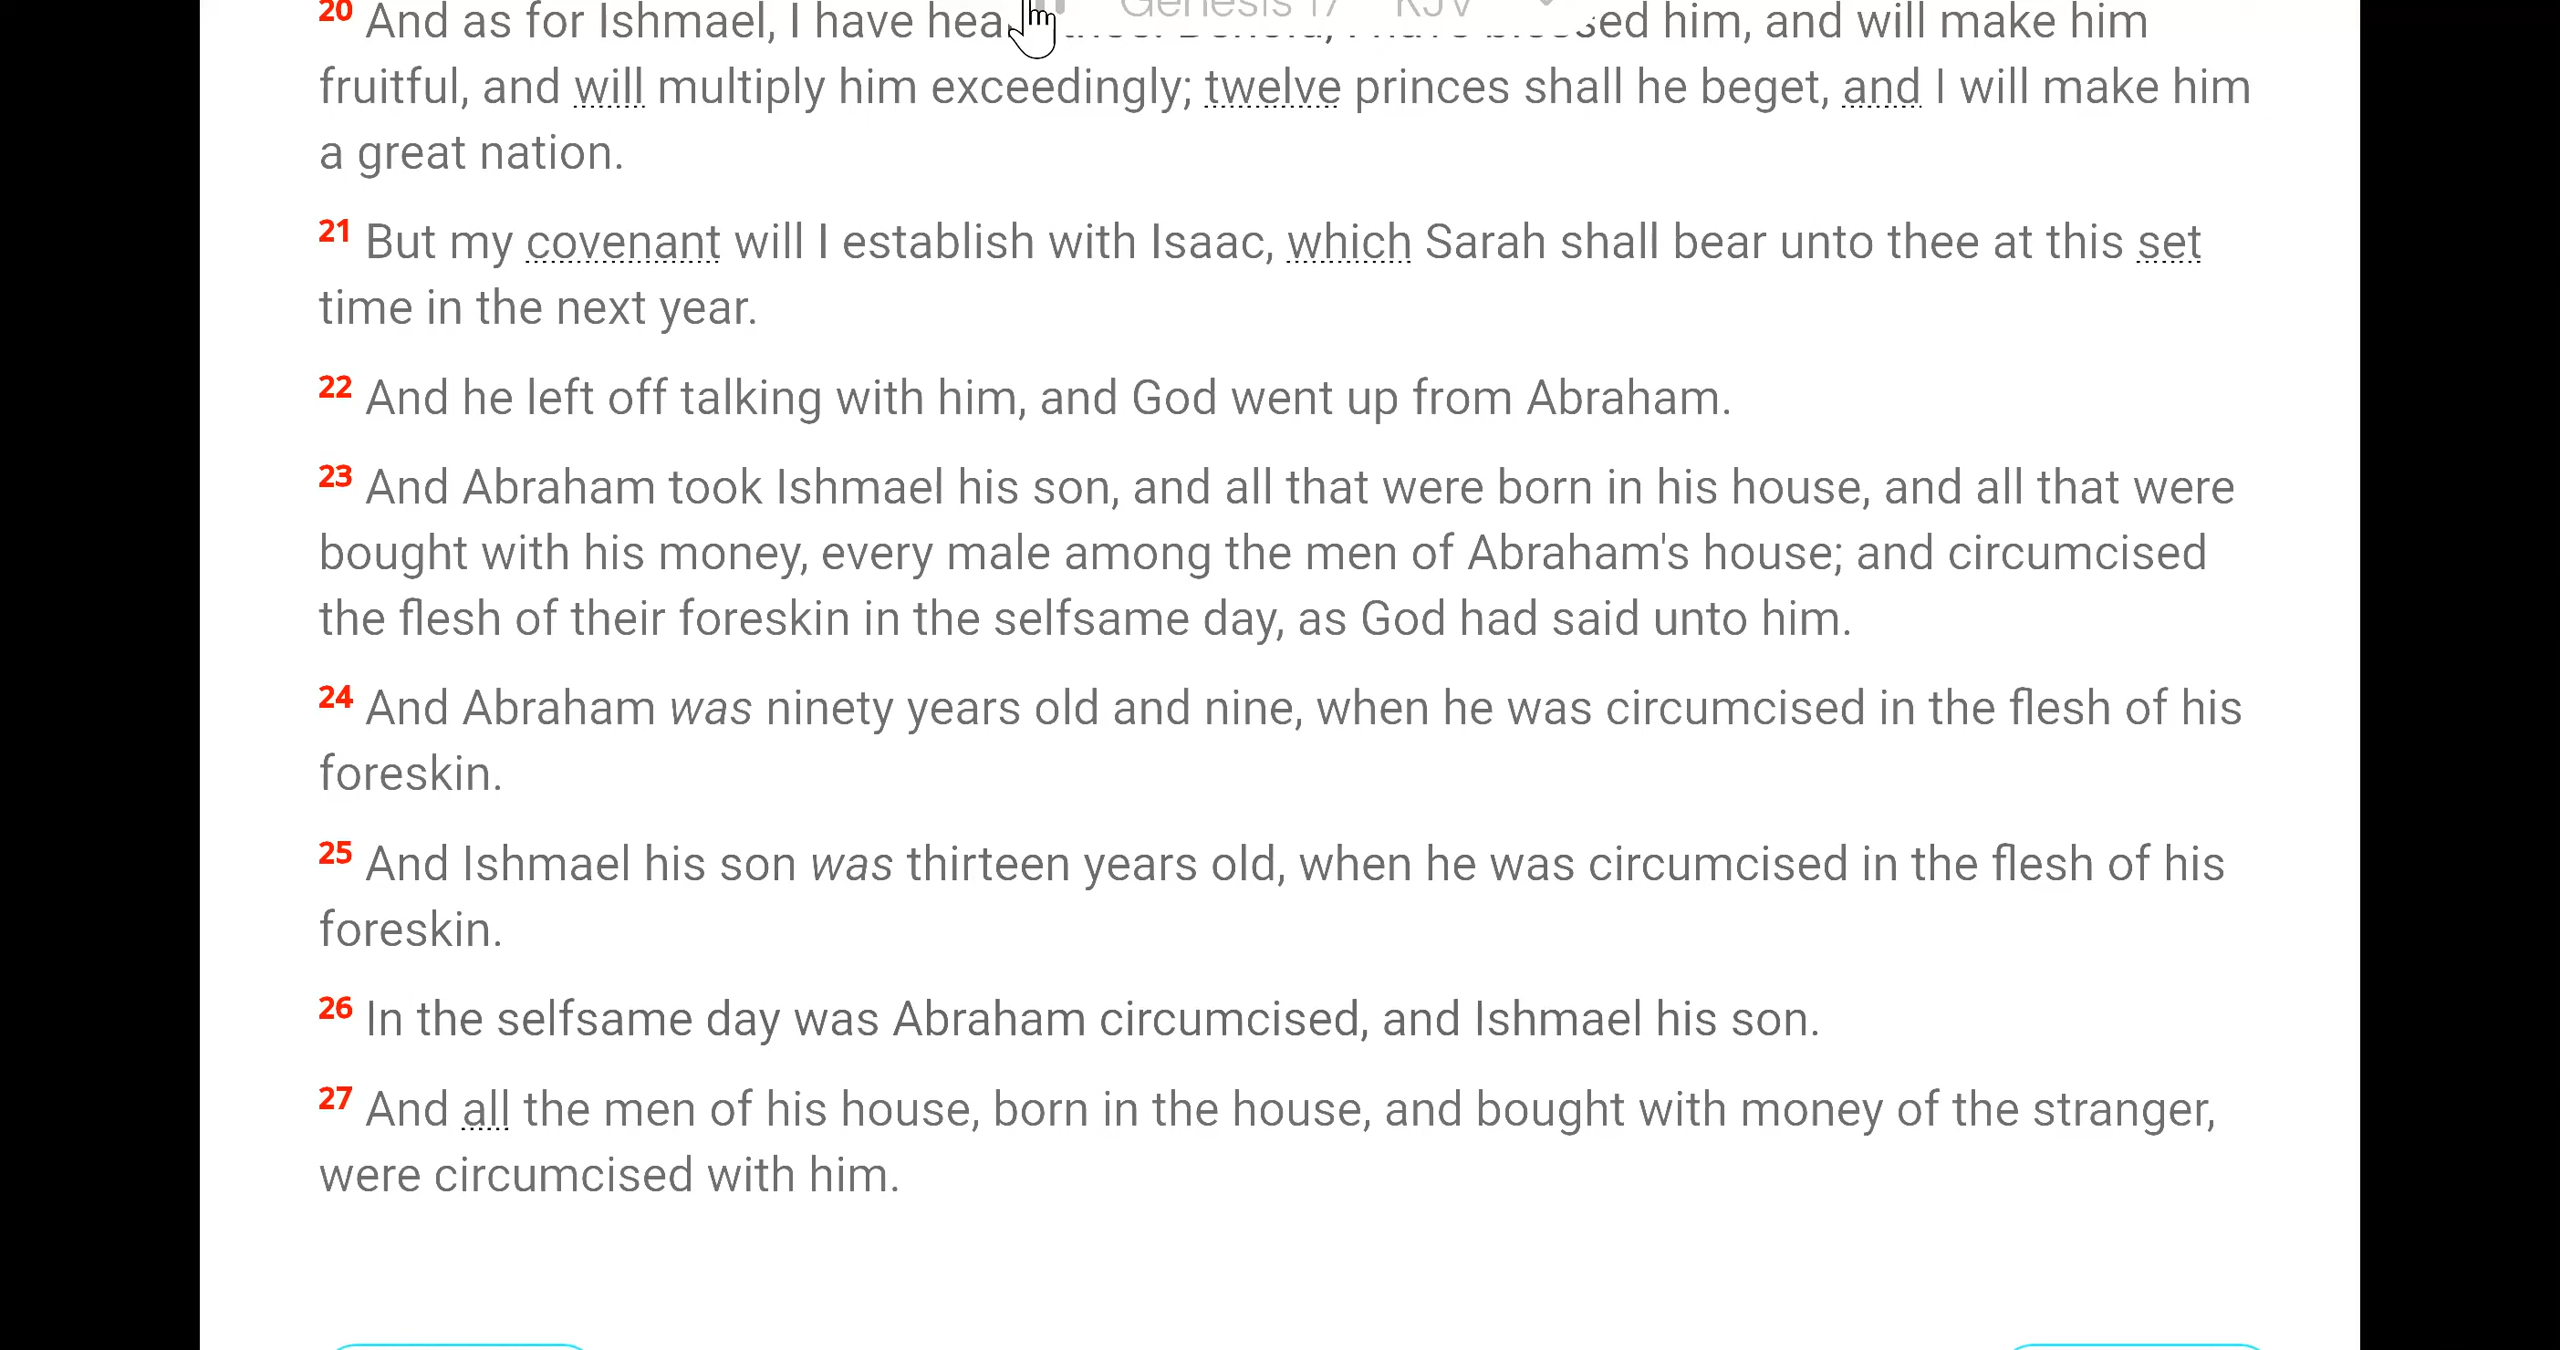 Genesis 17 KJV
20 And as for Ishmael, I have hea sed him, and will make him
fruitful, and will multiply him exceedingly; twelve princes shall he beget, and I will make him
a great nation.
21 But my covenant will I establish with Isaac, which Sarah shall bear unto thee at this set
time in the next year.
22 And he left off talking with him, and God went up from Abraham.
23 And Abraham took Ishmael his son, and all that were born in his house, and all that were
bought with his money, every male among the men of Abraham's house; and circumcised
the flesh of their foreskin in the selfsame day, as God had said unto him.
24 And Abraham was ninety years old and nine, when he was circumcised in the flesh of his
foreskin.
25 And Ishmael his son was thirteen years old, when he was circumcised in the flesh of his
foreskin.
26 In the selfsame day was Abraham circumcised, and Ishmael his son.
27 And all the men of his house, born in the house, and bought with money of the stranger,
were circumcised with him.